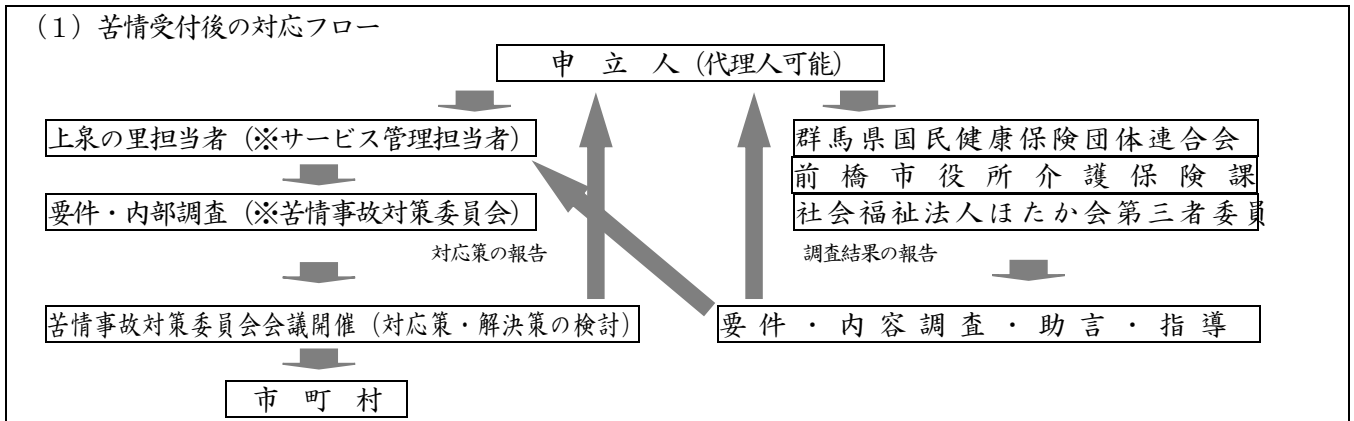 (1)苦情受付後の対応フロー
申立人(代理人可能)
上泉の里担当者(※サービス管理担当者)
群馬県国民健康保険団体連合会
前橋市役所介護保険課
要件・内部調査(※苦情事故対策委員会)
社会福祉法人ほたか会第三者委員
対応策の報告
調査結果の報告
苦情事故対策委員会会議開催(対応策・解決策の検討)
要件・内容調査・助言・指導
市町村